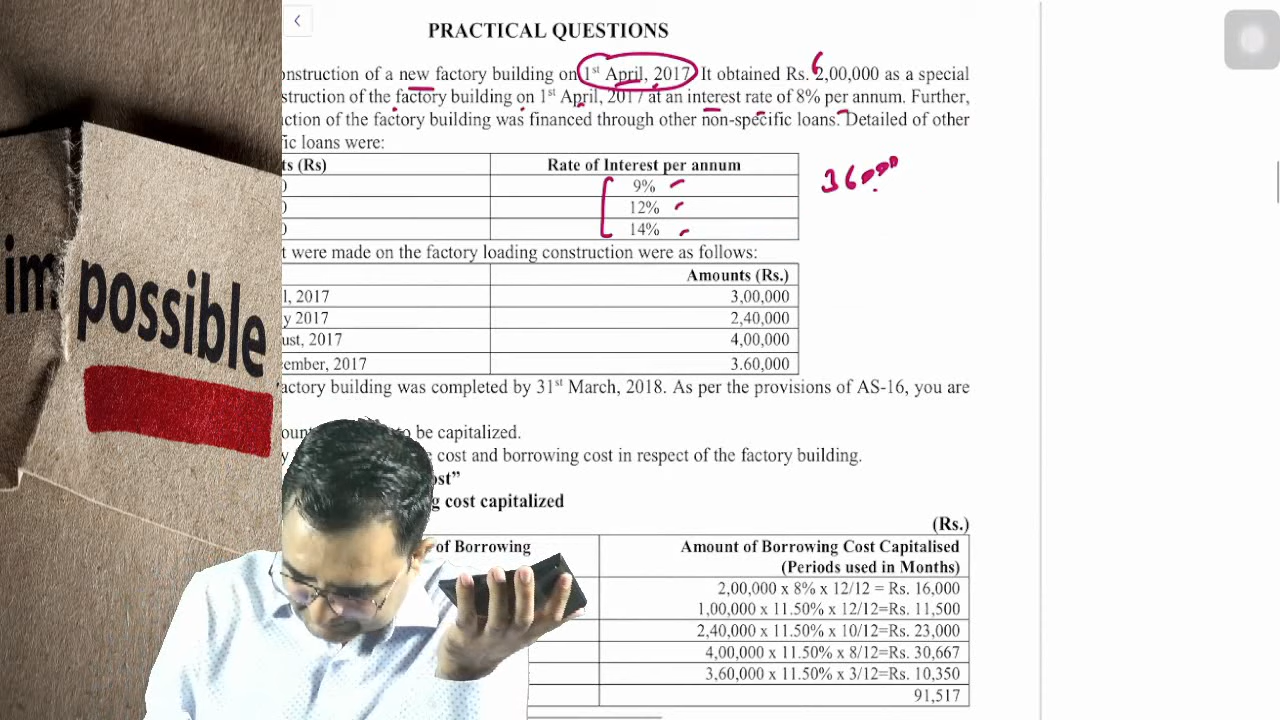 PRACTICAL QUESTIONS
onstruction of a new factory building on 1st April, 2017. It obtained Rs. 2,00,000 as a special
6
struction of the factory building on 1st April, 2017 at an interest rate of 8% per annum. Further,
uction of the factory building was financed through other non-specific loans. Detailed of other
fic loans were:
ts (Rs) Rate of Interest per annum
0 9%
0 12%
0 14%
36000
t were made on the factory loading construction were as follows:
Amounts (Rs.)
l, 2017 3,00,000
y 2017 2,40,000
ust, 2017 4,00,000
cember, 2017 3.60,000
actory building was completed by 31st March, 2018. As per the provisions of AS-16, you are
to be capitalized.
cost and borrowing cost in respect of the factory building.
ost”
g cost capitalized
(Rs.)
of Borrowing Amount of Borrowing Cost Capitalised
(Periods used in Months)
2,00,000 x 8% x 12/12 = Rs. 16,000
1,00,000 x 11.50% x 12/12=Rs. 11,500
2,40,000 x 11.50% x 10/12=Rs. 23,000
4,00,000 x 11.50% x 8/12=Rs. 30,667
3,60,000 x 11.50% x 3/12=Rs. 10,350
91,517
im possible